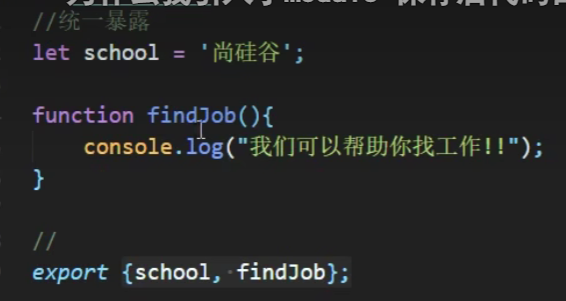 //统一暴露
let school = '尚硅谷';
function findJob(){
console.log("我们可以帮助你找工作!!");
}
//
export {school, findJob};